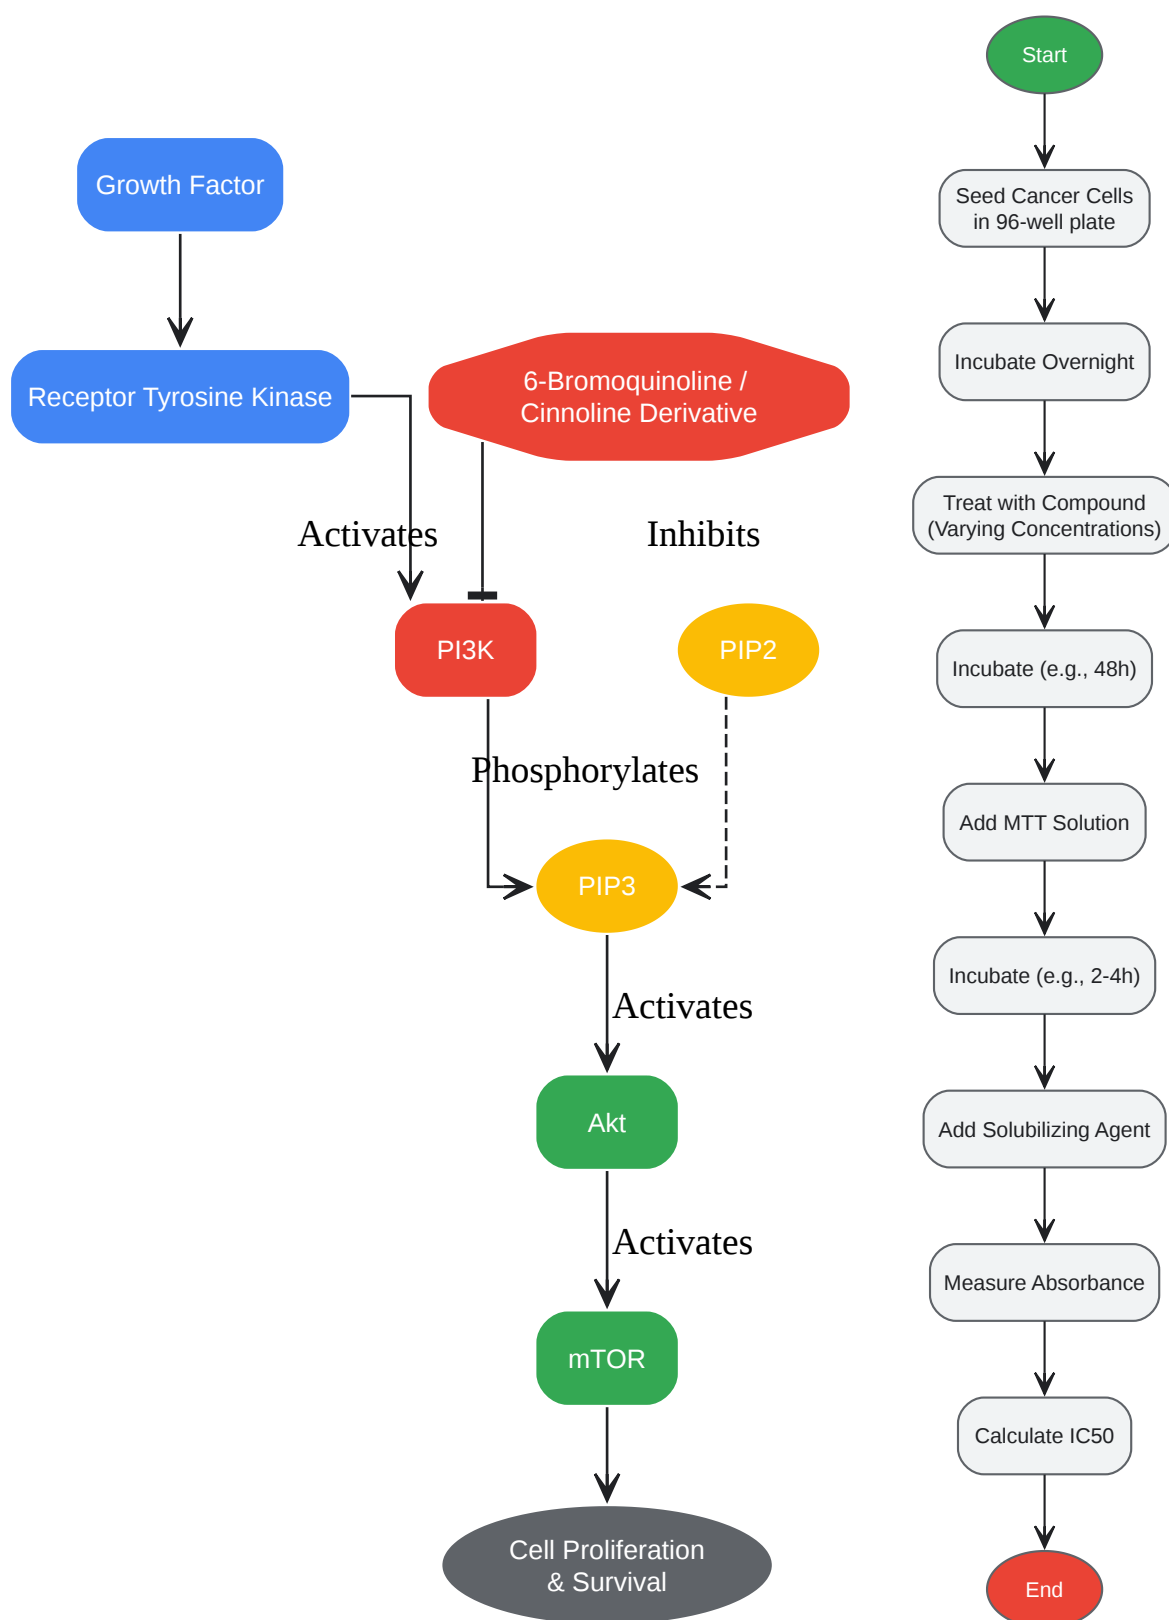 Growth Factor
Receptor Tyrosine Kinase
6-Bromoquinoline /
Cinnoline Derivative
Activates
Inhibits
PI3K
PIP2
Phosphorylates
PIP3
Activates
Akt
Activates
mTOR
Cell Proliferation
& Survival
Start
Seed Cancer Cells
in 96-well plate
Incubate Overnight
Treat with Compound
(Varying Concentrations)
Incubate (e.g., 48h)
Add MTT Solution
Incubate (e.g., 2-4h)
Add Solubilizing Agent
Measure Absorbance
Calculate IC50
End